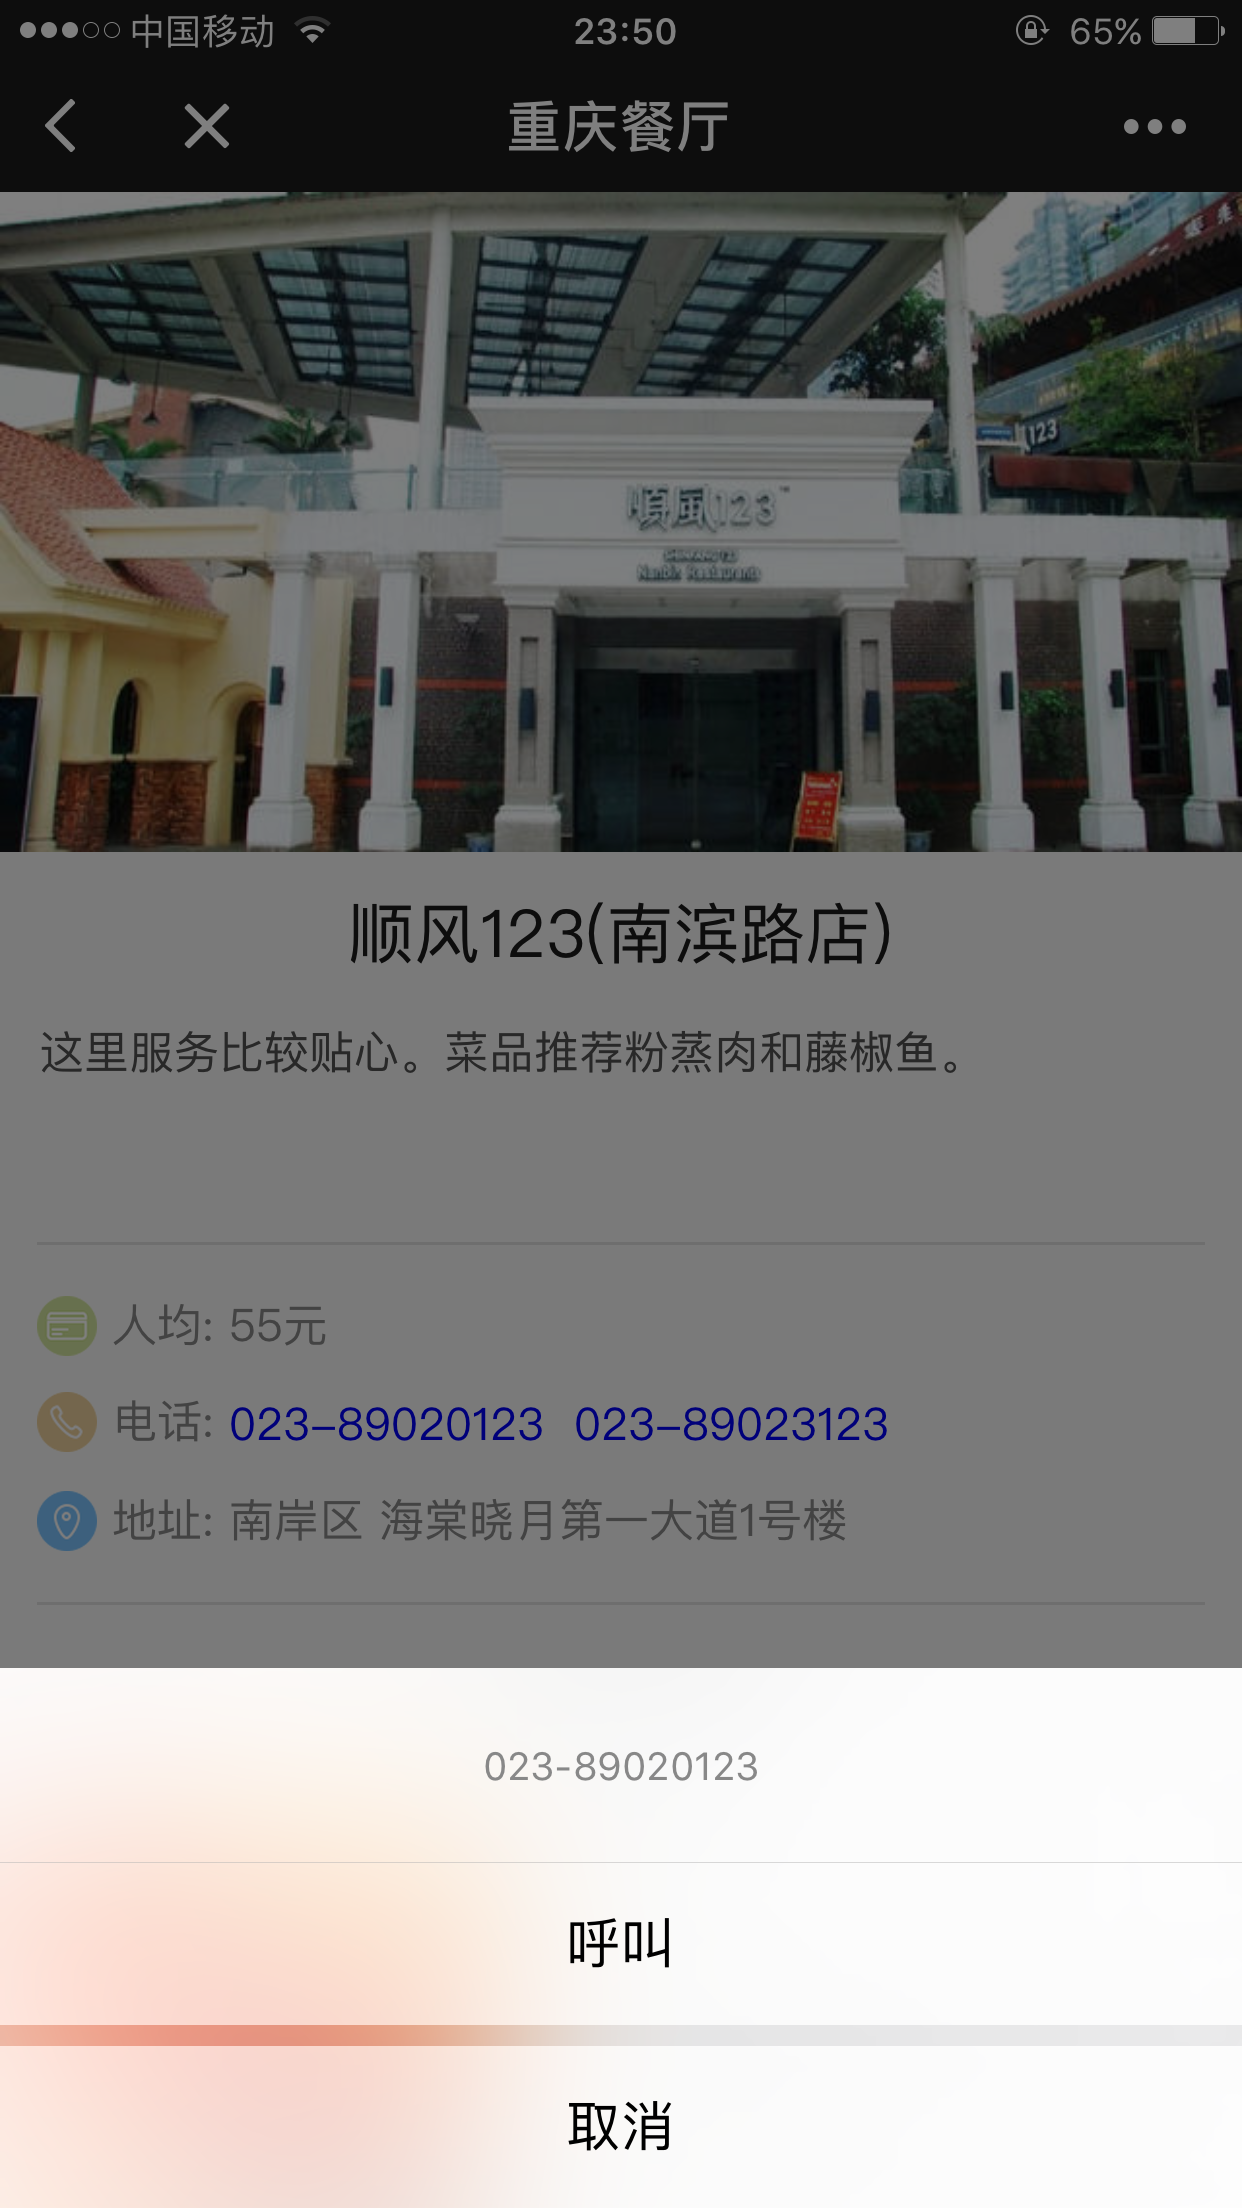 中国移动 23:50 65%
重庆餐厅
123
順風123™
Nanbin Restaurants
顺风123(南滨路店)
这里服务比较贴心。菜品推荐粉蒸肉和藤椒鱼。
人均: 55元
电话: 023-89020123 023-89023123
地址: 南岸区 海棠晓月第一大道1号楼
023-89020123
呼叫
取消